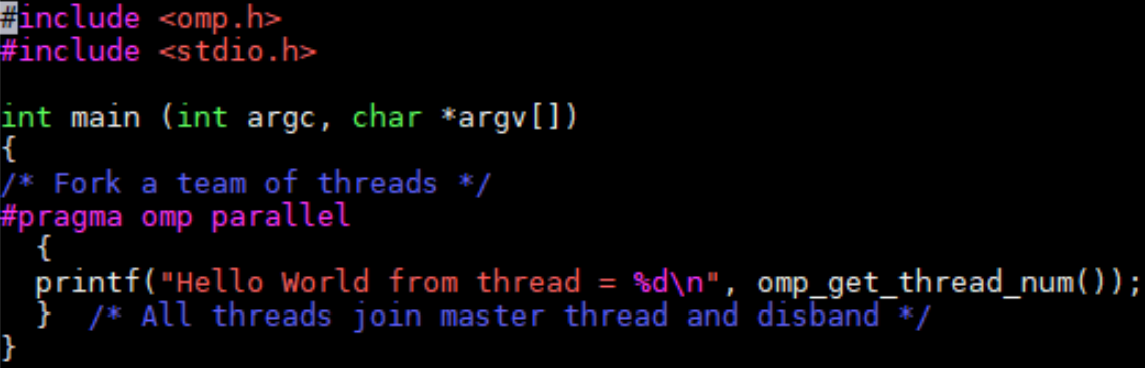 #include <omp.h>
#include <stdio.h>

int main (int argc, char *argv[])
{
/* Fork a team of threads */
#pragma omp parallel
  {
  printf("Hello World from thread = %d\n", omp_get_thread_num());
  }  /* All threads join master thread and disband */
}